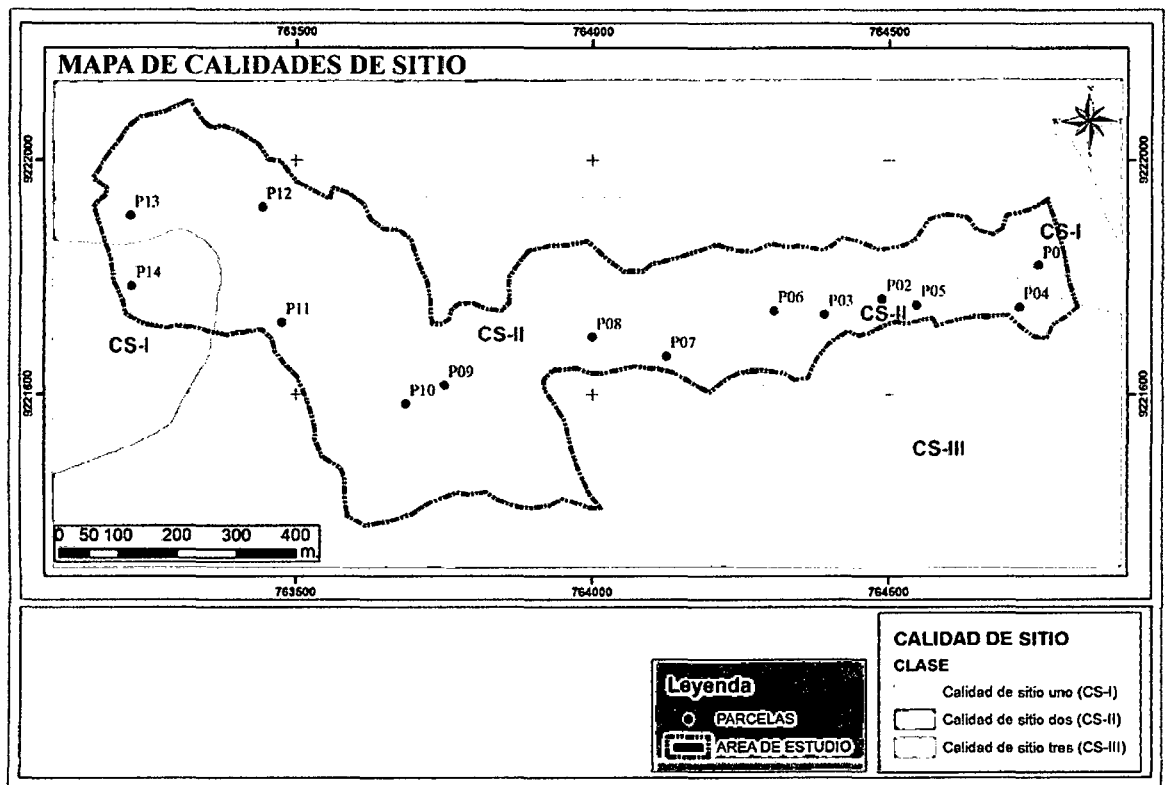 763500 764000 764500
MAPA DE CALIDADES DE SITIO
9222000 9222000
P13 P12
CS-I
P01
P14
P02 P05
P06 P03 P04
CS-II
P11
CS-II
P08
CS-I
P07
P09
P10
9221600 9221600
CS-III
0 50 100 200 300 400
m.
763500 764000 764500
CALIDAD DE SITIO
CLASE
Calidad de sitio uno (CS-I)
Calidad de sitio dos (CS-II)
Calidad de sitio tres (CS-III)
Leyenda
PARCELAS
AREA DE ESTUDIO